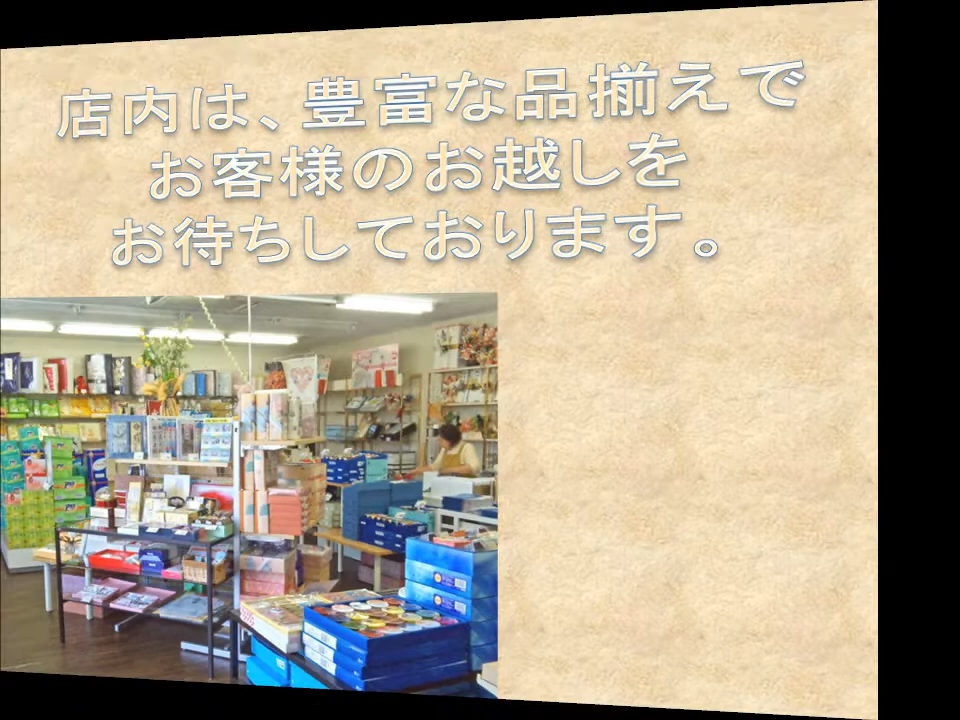 店内は、豊富な品揃えで
お客様のお越しを
お待ちしております。